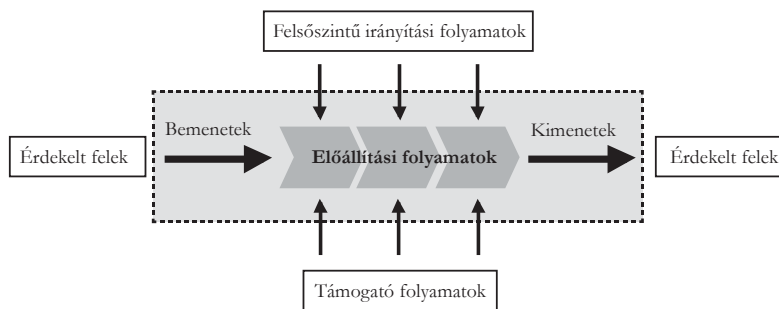 Felsőszintű irányítási folyamatok
Bemenetek
Kimenetek
Érdekelt felek
Előállítási folyamatok
Érdekelt felek
Támogató folyamatok